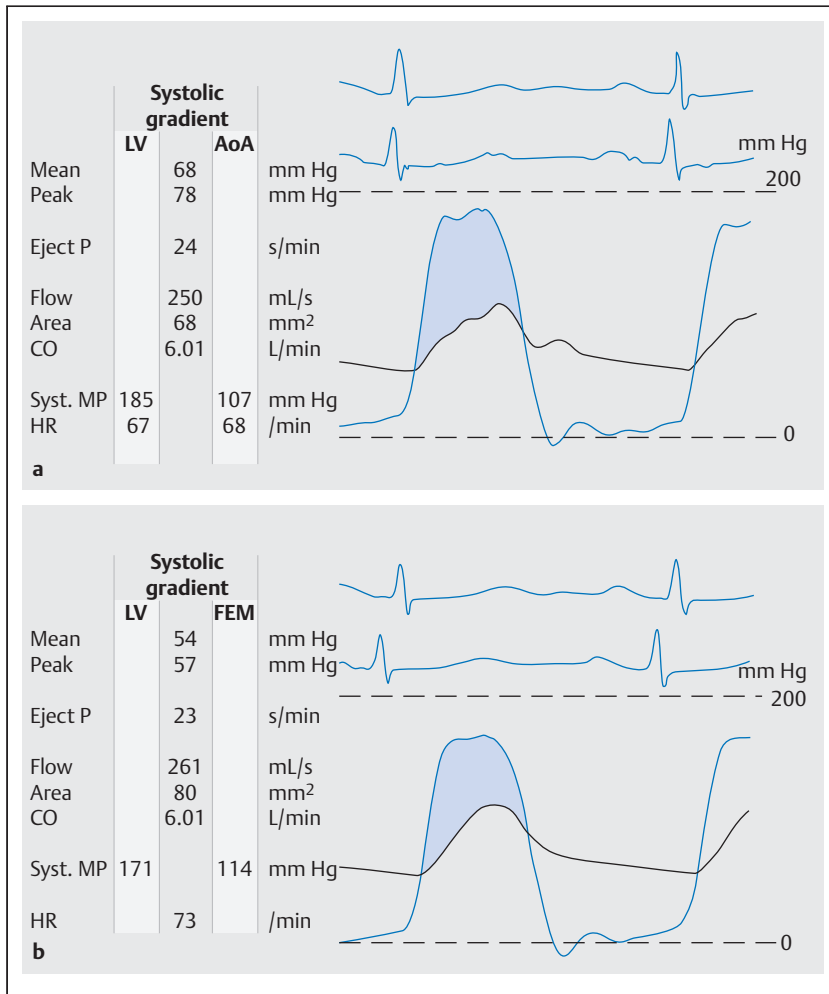 Systolic
gradient
LV AoA
Mean 68 mm Hg
Peak 78 mm Hg
Eject P 24 s/min
Flow 250 mL/s
Area 68 mm²
CO 6.01 L/min
Syst. MP 185 107 mm Hg
HR 67 68 /min
a
mm Hg
200
0
Systolic
gradient
LV FEM
Mean 54 mm Hg
Peak 57 mm Hg
Eject P 23 s/min
Flow 261 mL/s
Area 80 mm²
CO 6.01 L/min
Syst. MP 171 114 mm Hg
HR 73 /min
b
mm Hg
200
0